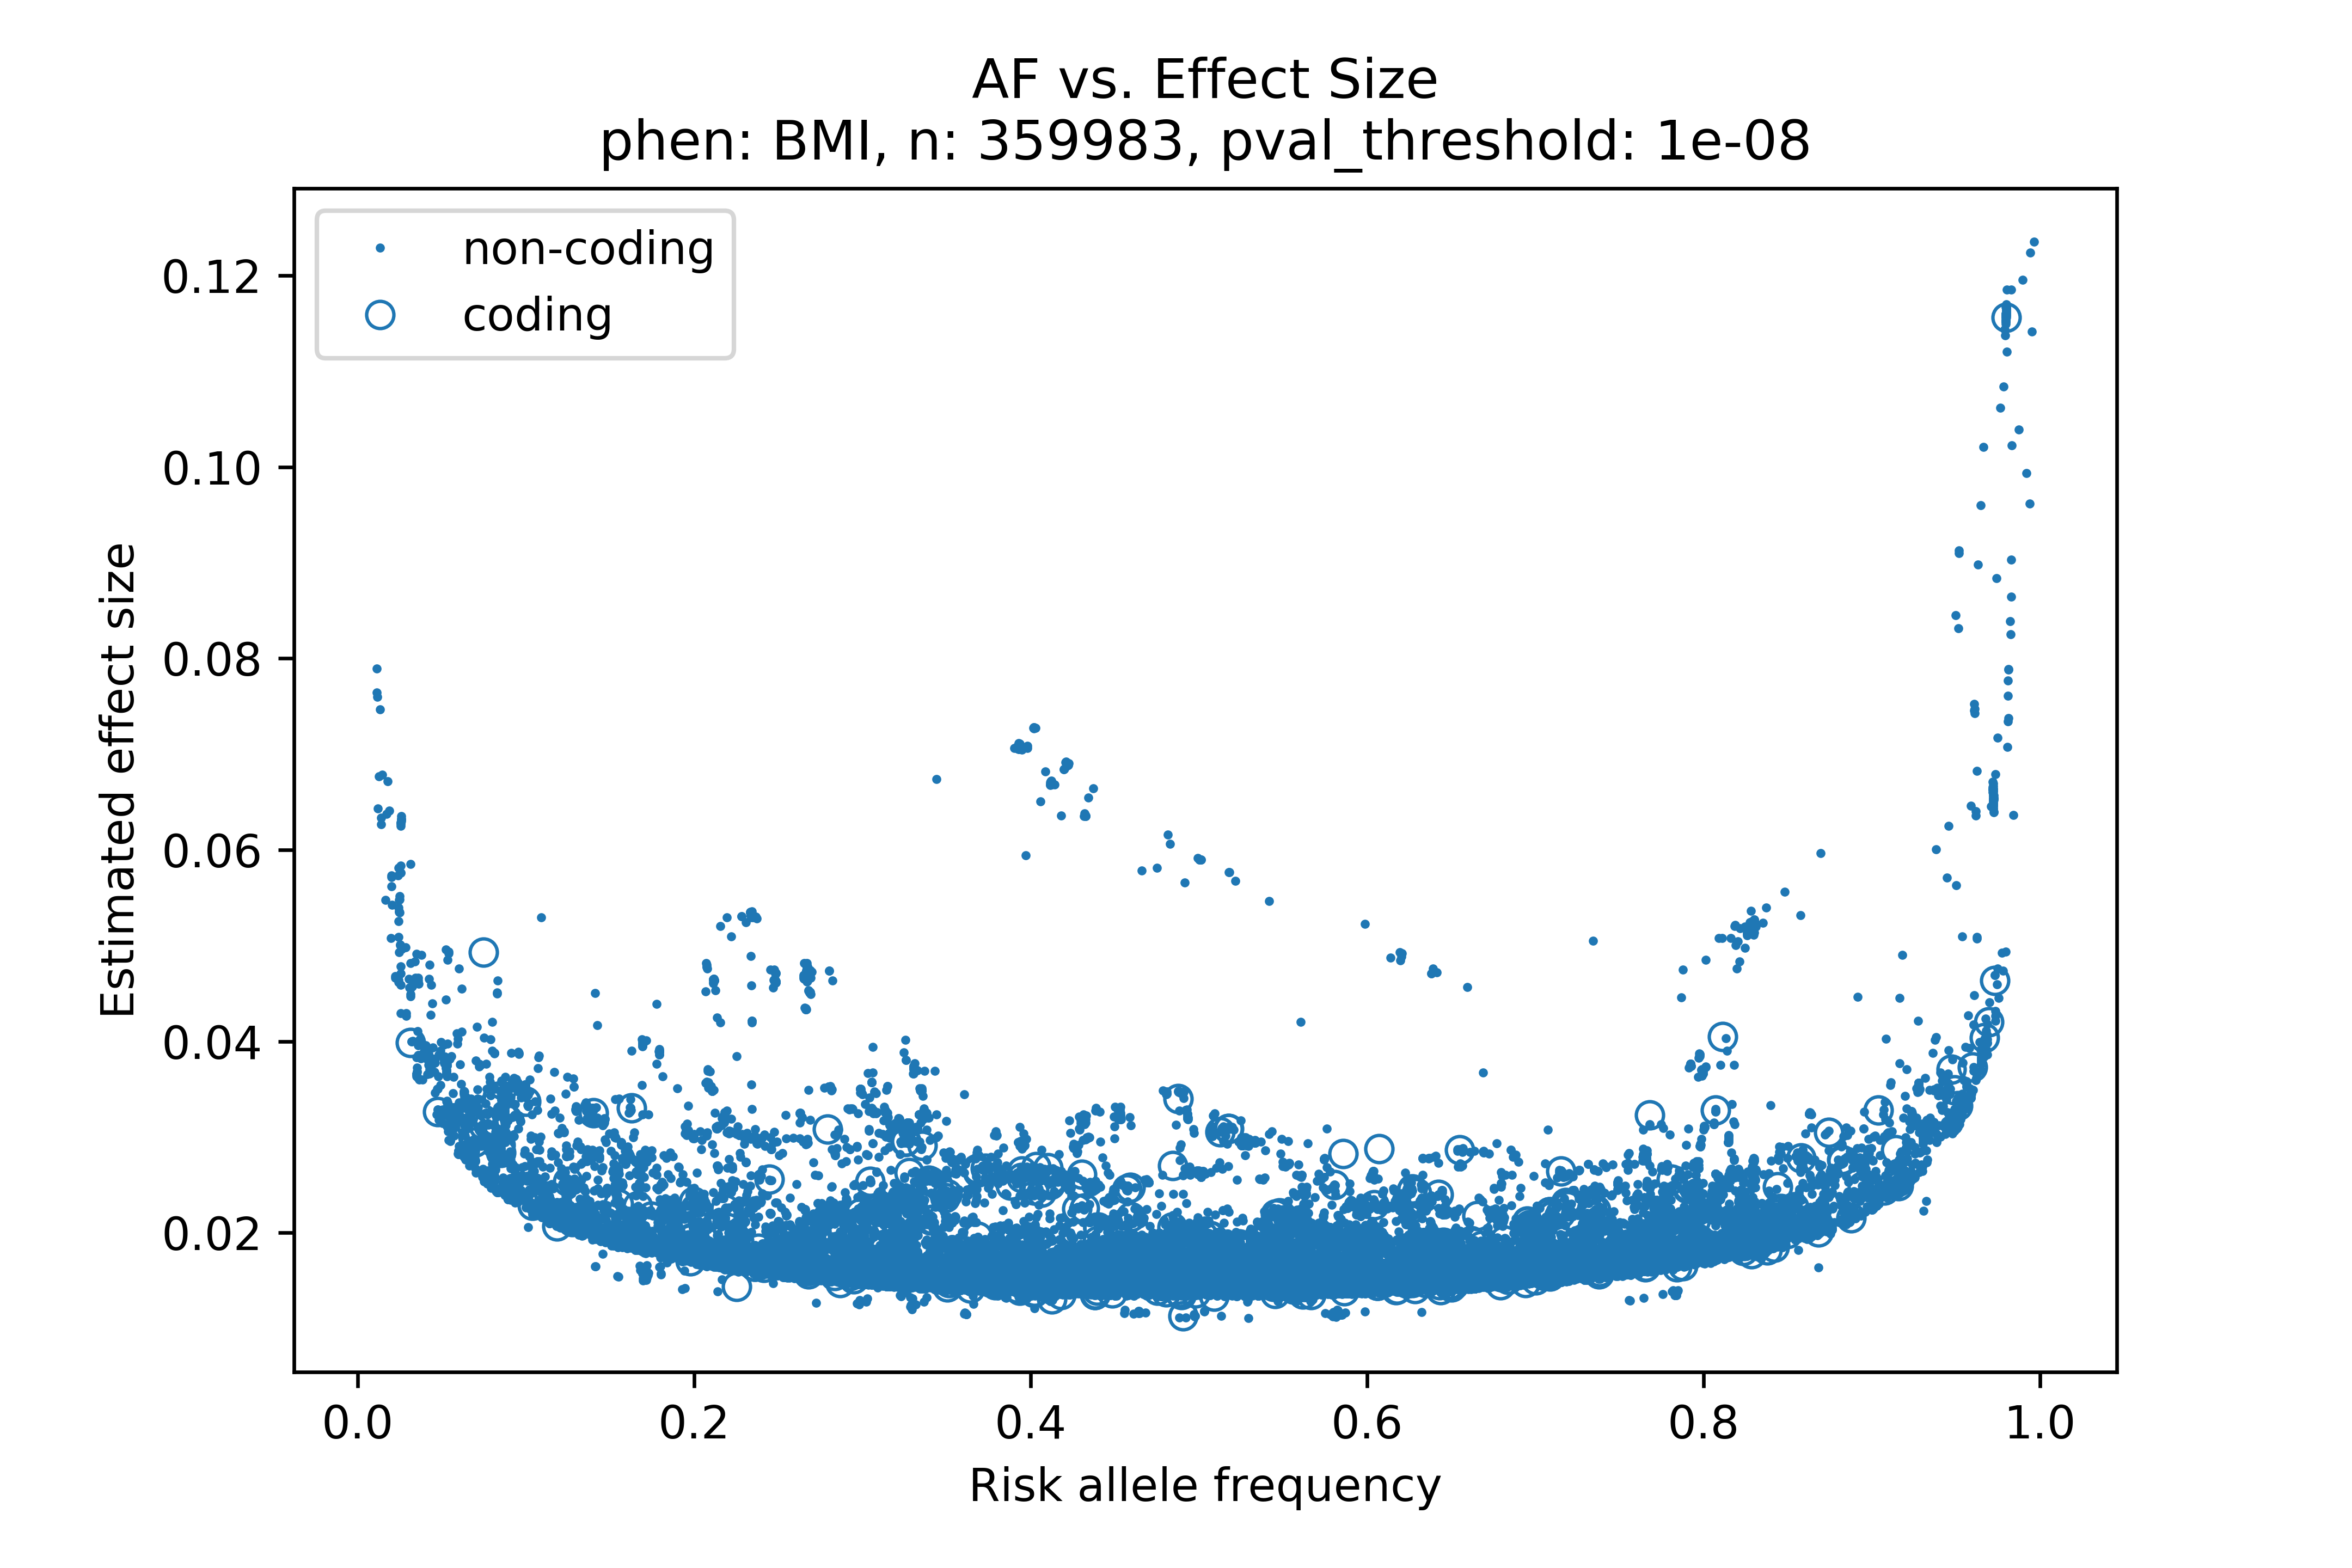 AF vs. Effect Size
phen: BMI, n: 359983, pval_threshold: 1e-08
non-coding
coding
0.12
0.10
0.08
0.06
0.04
0.02
Estimated effect size
0.0 0.2 0.4 0.6 0.8 1.0
Risk allele frequency